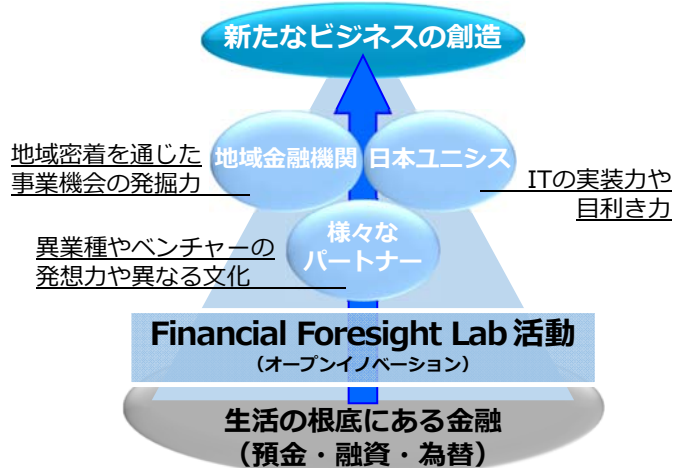 新たなビジネスの創造
地域密着を通じた
事業機会の発掘力
地域金融機関
日本ユニシス
ITの実装力や
目利き力
様々な
パートナー
異業種やベンチャーの
発想力や異なる文化
Financial Foresight Lab 活動
（オープンイノベーション）
生活の根底にある金融
（預金・融資・為替）